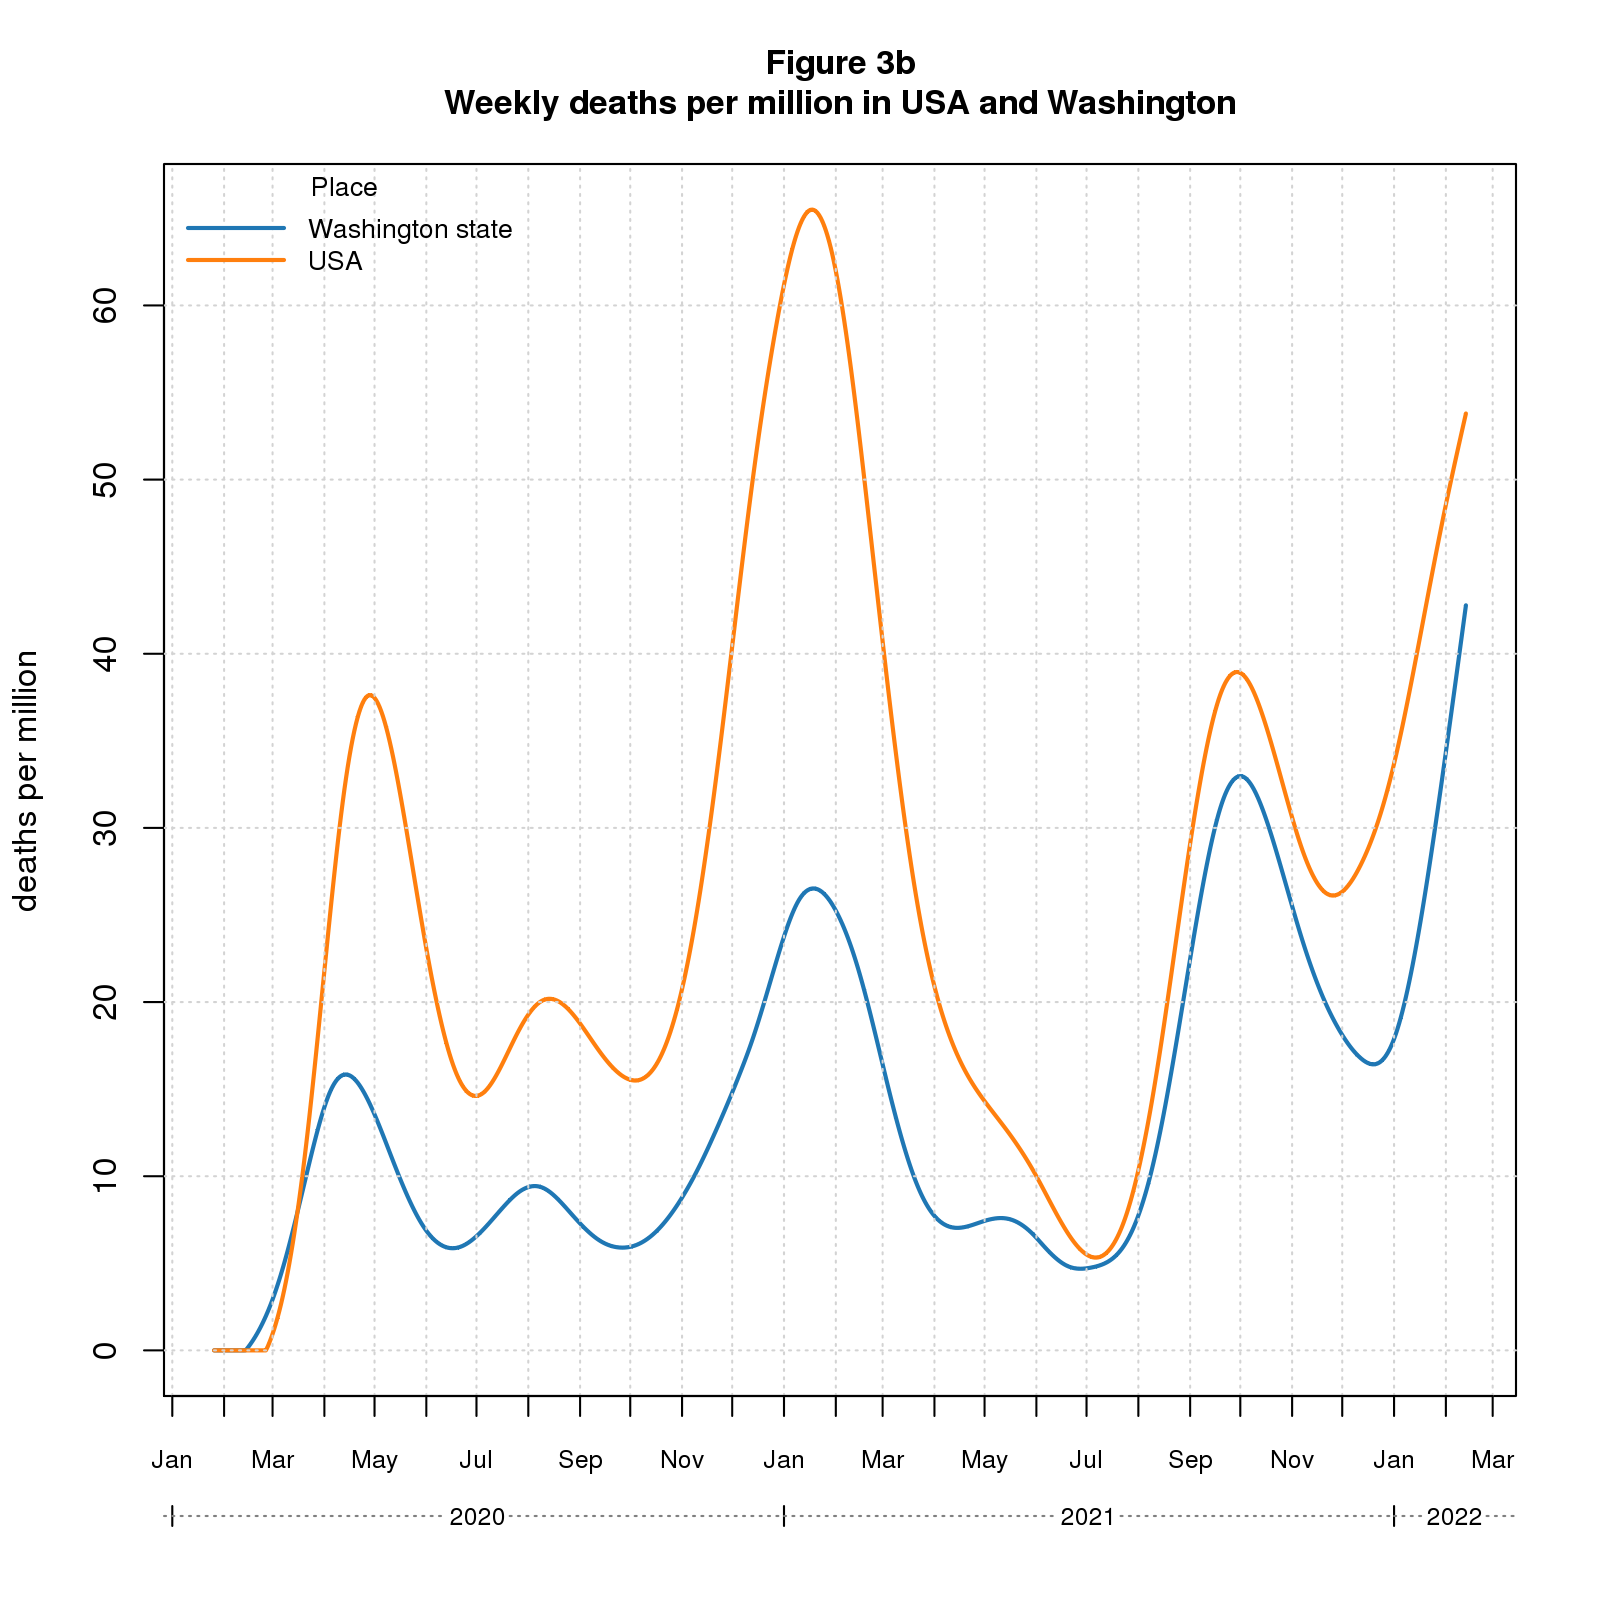 Figure 3b
Weekly deaths per million in USA and Washington
Place
Washington state
USA
deaths per million
60
50
40
30
20
10
0
Jan Mar May Jul Sep Nov Jan Mar May Jul Sep Nov Jan Mar
2020 2021 2022